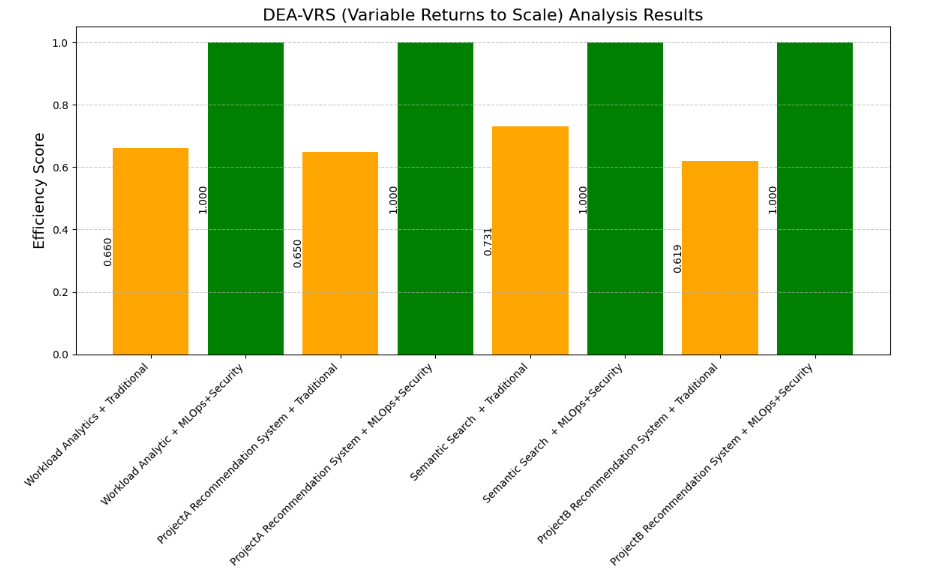 DEA-VRS (Variable Returns to Scale) Analysis Results
Efficiency Score
1.0
0.8
0.6
0.4
0.2
0.0
0.660
1.000
0.650
1.000
0.731
1.000
0.619
1.000
Workload Analytics + Traditional
Workload Analytic + MLOps+Security
ProjectA Recommendation System + Traditional
ProjectA Recommendation System + MLOps+Security
Semantic Search + Traditional
Semantic Search + MLOps+Security
ProjectB Recommendation System + Traditional
ProjectB Recommendation System + MLOps+Security